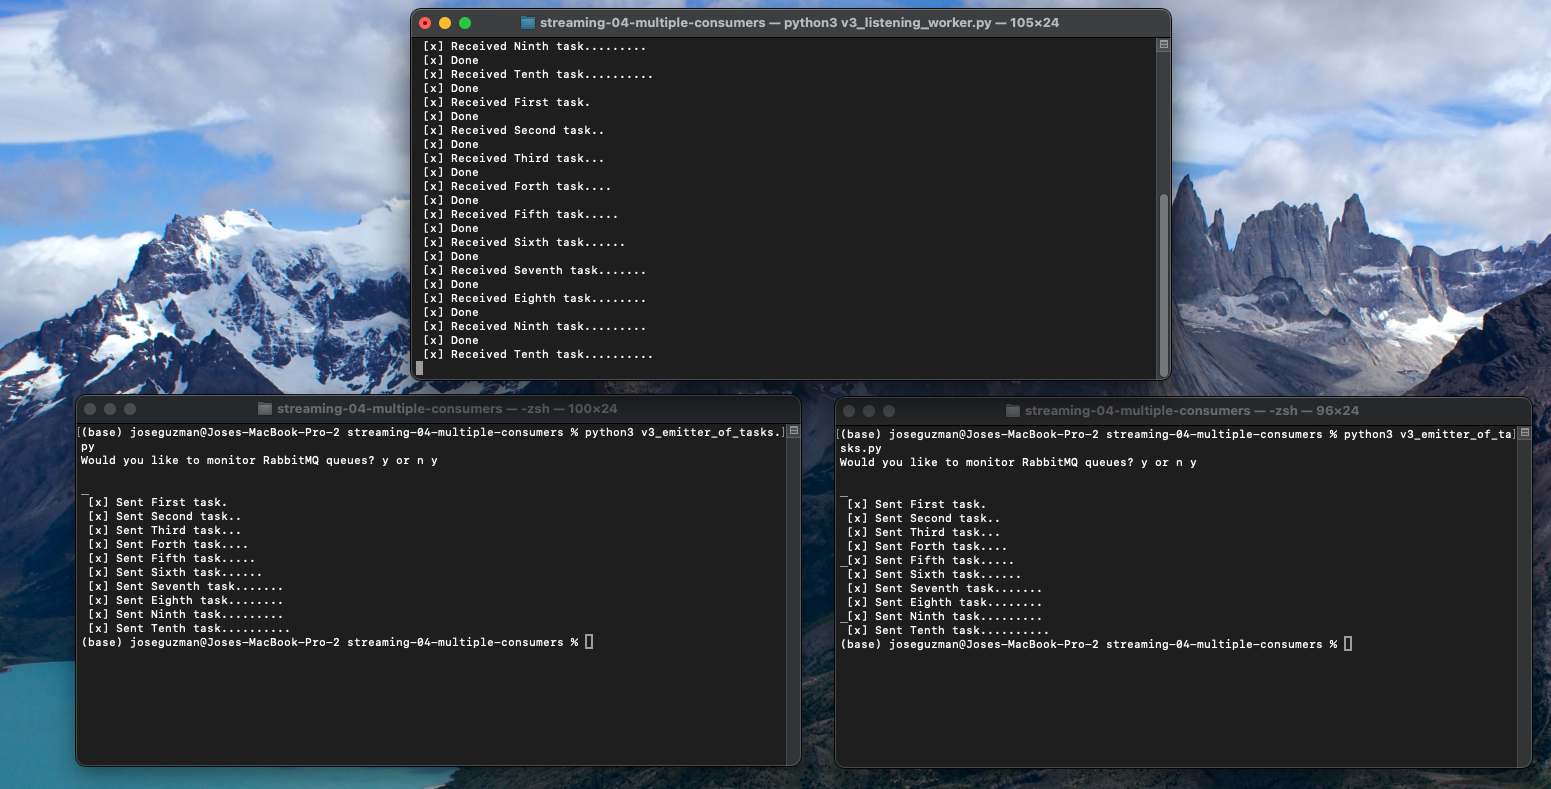 streaming-04-multiple-consumers — python3 v3_listening_worker.py — 105×24
[x] Received Ninth task.........
[x] Done
[x] Received Tenth task..........
[x] Done
[x] Received First task.
[x] Done
[x] Received Second task..
[x] Done
[x] Received Third task...
[x] Done
[x] Received Forth task....
[x] Done
[x] Received Fifth task.....
[x] Done
[x] Received Sixth task......
[x] Done
[x] Received Seventh task.......
[x] Done
[x] Received Eighth task........
[x] Done
[x] Received Ninth task.........
[x] Done
[x] Received Tenth task..........
streaming-04-multiple-consumers — -zsh — 100×24
[(base) joseguzman@Joses-MacBook-Pro-2 streaming-04-multiple-consumers % python3 v3_emitter_of_tasks.]
py
Would you like to monitor RabbitMQ queues? y or n y
_
[x] Sent First task.
[x] Sent Second task..
[x] Sent Third task...
[x] Sent Forth task....
[x] Sent Fifth task.....
[x] Sent Sixth task......
[x] Sent Seventh task.......
[x] Sent Eighth task........
[x] Sent Ninth task.........
[x] Sent Tenth task..........
(base) joseguzman@Joses-MacBook-Pro-2 streaming-04-multiple-consumers %
streaming-04-multiple-consumers — -zsh — 96×24
[(base) joseguzman@Joses-MacBook-Pro-2 streaming-04-multiple-consumers % python3 v3_emitter_of_ta]
sks.py
Would you like to monitor RabbitMQ queues? y or n y
_
[x] Sent First task.
[x] Sent Second task..
[x] Sent Third task...
[x] Sent Forth task....
_[x] Sent Fifth task.....
[x] Sent Sixth task......
[x] Sent Seventh task.......
[x] Sent Eighth task........
_[x] Sent Ninth task.........
[x] Sent Tenth task..........
(base) joseguzman@Joses-MacBook-Pro-2 streaming-04-multiple-consumers %